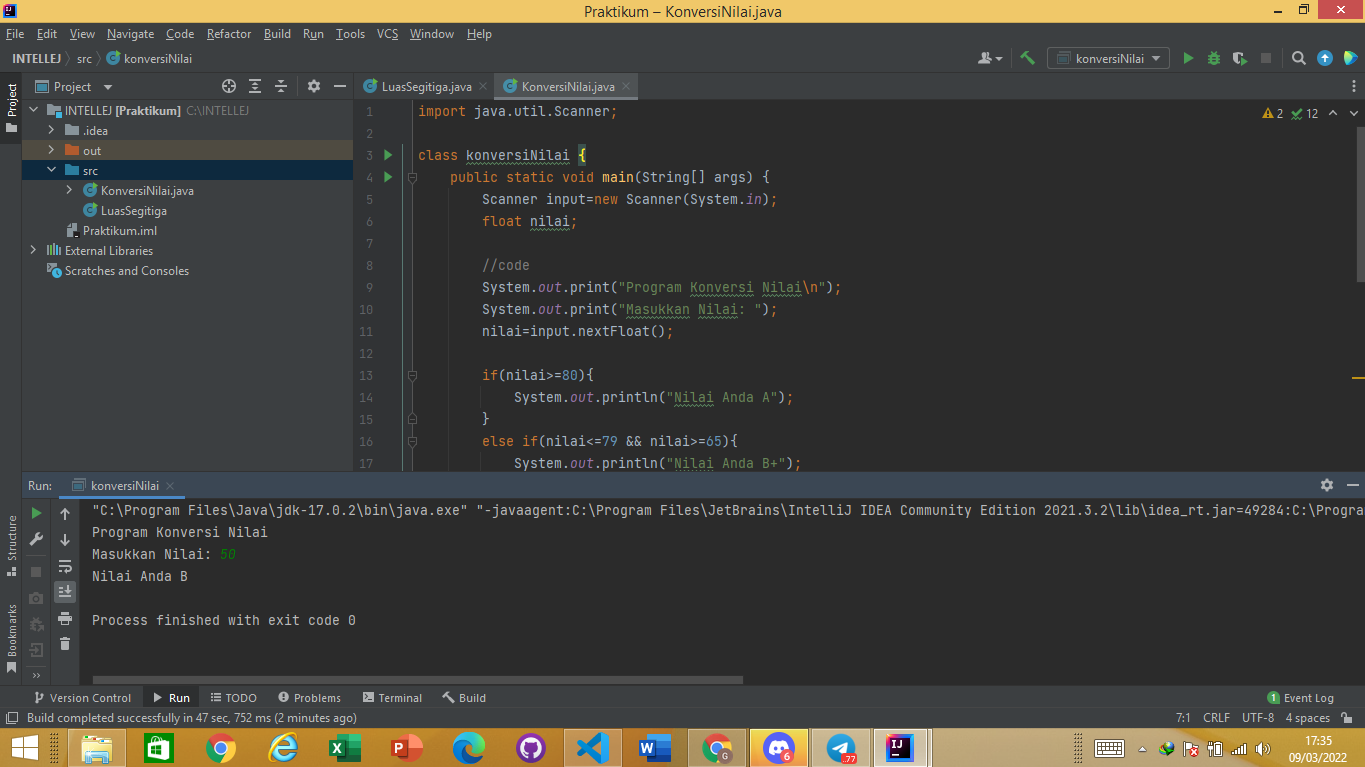 Praktikum – KonversiNilai.java
File Edit View Navigate Code Refactor Build Run Tools VCS Window Help
INTELLEJ src konversiNilai
konversiNilai
Project
LuasSegitiga.java
KonversiNilai.java
Project
INTELLEJ [Praktikum] C:\INTELLEJ
.idea
out
src
KonversiNilai.java
LuasSegitiga
Praktikum.iml
External Libraries
Scratches and Consoles
2 12
1 import java.util.Scanner;
2
3 class konversiNilai {
4 public static void main(String[] args) {
5 Scanner input=new Scanner(System.in);
6 float nilai;
7
8 //code
9 System.out.print("Program Konversi Nilai\n");
10 System.out.print("Masukkan Nilai: ");
11 nilai=input.nextFloat();
12
13 if(nilai>=80){
14 System.out.println("Nilai Anda A");
15 }
16 else if(nilai<=79 && nilai>=65){
17 System.out.println("Nilai Anda B+");
Run: konversiNilai
"C:\Program Files\Java\jdk-17.0.2\bin\java.exe" "-javaagent:C:\Program Files\JetBrains\IntelliJ IDEA Community Edition 2021.3.2\lib\idea_rt.jar=49284:C:\Progra
Program Konversi Nilai
Masukkan Nilai: 50
Nilai Anda B
Process finished with exit code 0
Structure
Bookmarks
Version Control Run TODO Problems Terminal Build
1 Event Log
Build completed successfully in 47 sec, 752 ms (2 minutes ago)
7:1 CRLF UTF-8 4 spaces
G
6
77
17:35
09/03/2022